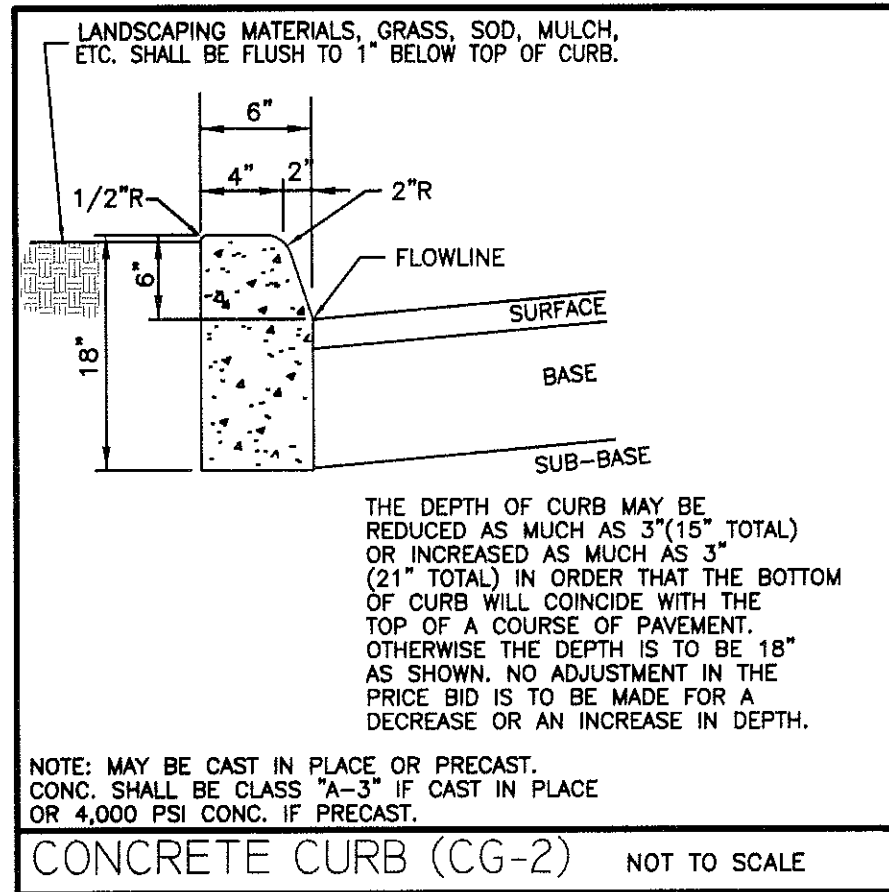 LANDSCAPING MATERIALS, GRASS, SOD, MULCH,
ETC. SHALL BE FLUSH TO 1" BELOW TOP OF CURB.
6"
4" 2"
1/2"R
2"R
FLOWLINE
6"
18"
SURFACE
BASE
SUB-BASE
THE DEPTH OF CURB MAY BE
REDUCED AS MUCH AS 3"(15" TOTAL)
OR INCREASED AS MUCH AS 3"
(21" TOTAL) IN ORDER THAT THE BOTTOM
OF CURB WILL COINCIDE WITH THE
TOP OF A COURSE OF PAVEMENT.
OTHERWISE THE DEPTH IS TO BE 18"
AS SHOWN. NO ADJUSTMENT IN THE
PRICE BID IS TO BE MADE FOR A
DECREASE OR AN INCREASE IN DEPTH.
NOTE: MAY BE CAST IN PLACE OR PRECAST.
CONC. SHALL BE CLASS "A-3" IF CAST IN PLACE
OR 4,000 PSI CONC. IF PRECAST.
CONCRETE CURB (CG-2) NOT TO SCALE